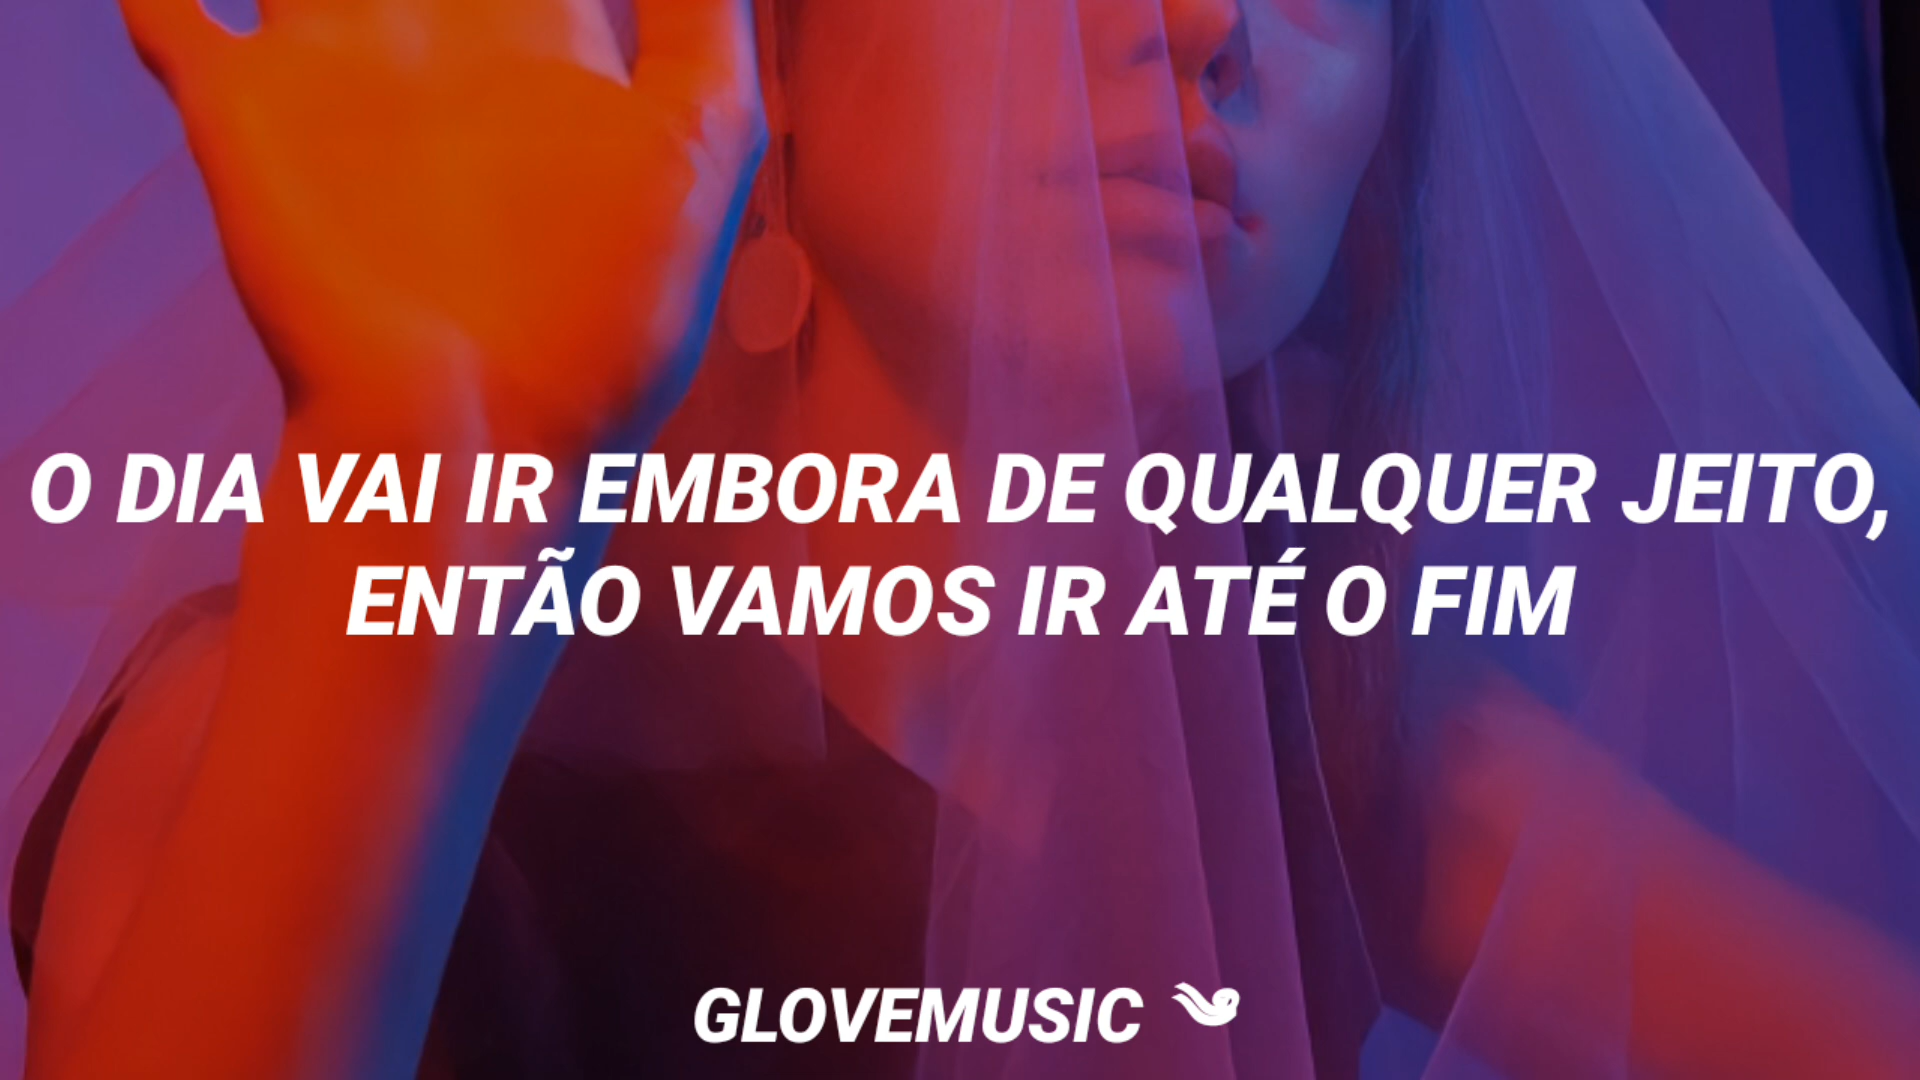 O DIA VAI IR EMBORA DE QUALQUER JEITO,
ENTÃO VAMOS IR ATÉ O FIM
GLOVEMUSIC